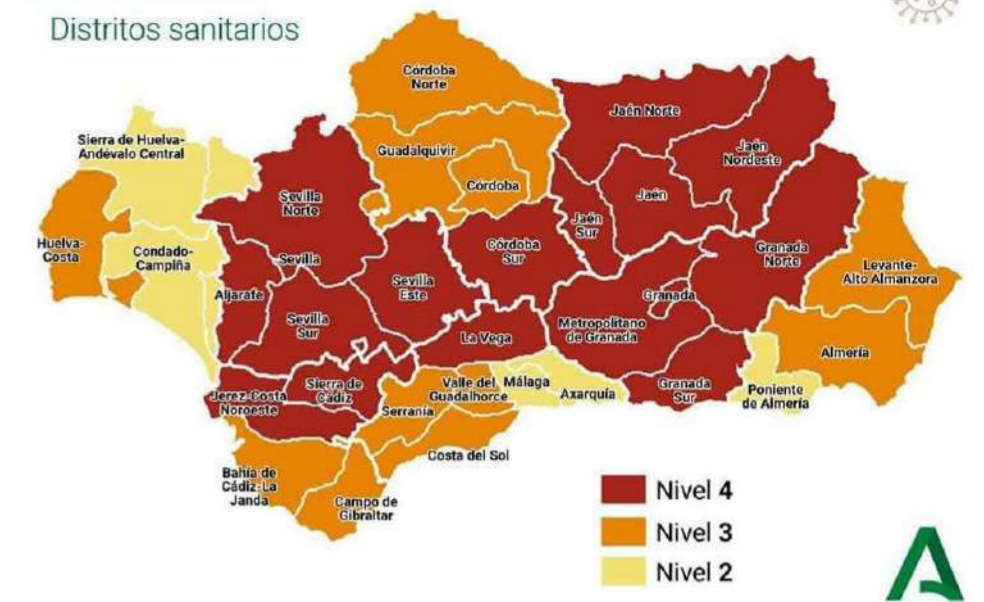 Distritos sanitarios
Córdoba
Norte
Jaén Norte
Sierra de Huelva-
Andévalo Central
Guadalquivir
Jaén
Nordeste
Córdoba
Jaén
Sevilla
Norte
Jaén
Sur
Huelva-
Costa
Condado-
Campiña
Sevilla
Córdoba
Sur
Granada
Norte
Levante-
Alto Almanzora
Aljarafe
Sevilla
Este
Granada
Sevilla
Sur
La Vega
Metropolitano
de Granada
Almería
Jerez-Costa
Noroeste
Sierra de
Cádiz
Valle del
Guadalhorce
Málaga
Axarquía
Granada
Sur
Poniente
de Almería
Serranía
Costa del Sol
Bahía de
Cádiz-La
Janda
Campo de
Gibraltar
Nivel 4
Nivel 3
Nivel 2